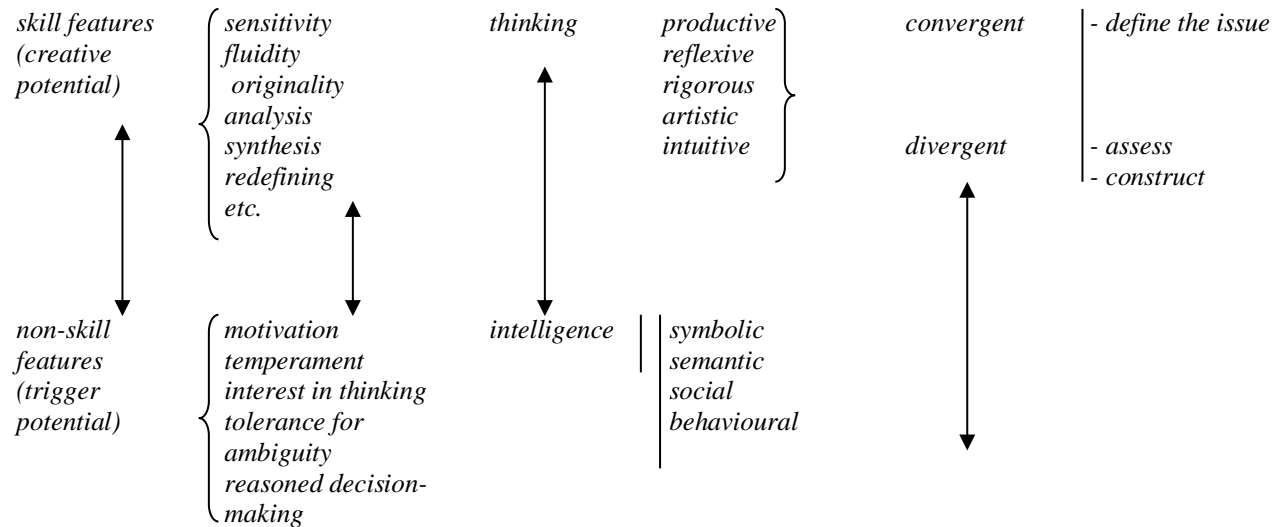 skill features
(creative
potential)
sensitivity
fluidity
originality
analysis
synthesis
redefining
etc.
thinking
productive
reflexive
rigorous
artistic
intuitive
convergent
divergent
- define the issue
- assess
- construct
non-skill
features
(trigger
potential)
motivation
temperament
interest in thinking
tolerance for
ambiguity
reasoned decision-
making
intelligence
symbolic
semantic
social
behavioural